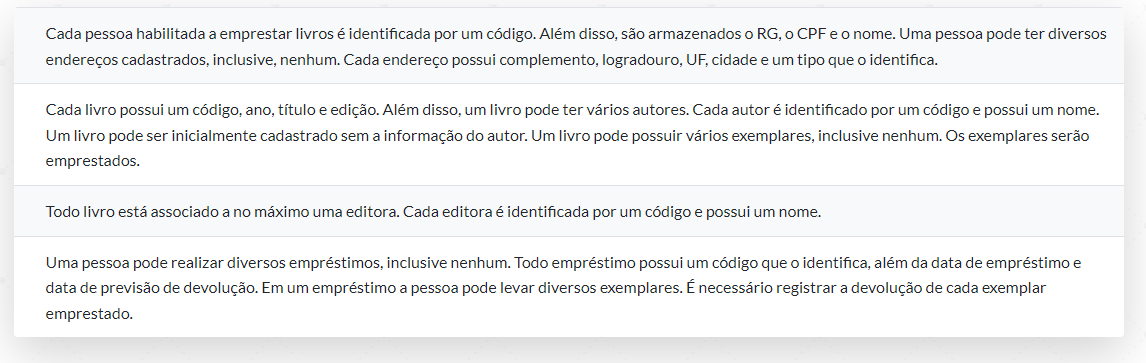 Cada pessoa habilitada a emprestar livros é identificada por um código. Além disso, são armazenados o RG, o CPF e o nome. Uma pessoa pode ter diversos
endereços cadastrados, inclusive, nenhum. Cada endereço possui complemento, logradouro, UF, cidade e um tipo que o identifica.
Cada livro possui um código, ano, título e edição. Além disso, um livro pode ter vários autores. Cada autor é identificado por um código e possui um nome.
Um livro pode ser inicialmente cadastrado sem a informação do autor. Um livro pode possuir vários exemplares, inclusive nenhum. Os exemplares serão
emprestados.
Todo livro está associado a no máximo uma editora. Cada editora é identificada por um código e possui um nome.
Uma pessoa pode realizar diversos empréstimos, inclusive nenhum. Todo empréstimo possui um código que o identifica, além da data de empréstimo e
data de previsão de devolução. Em um empréstimo a pessoa pode levar diversos exemplares. É necessário registrar a devolução de cada exemplar
emprestado.